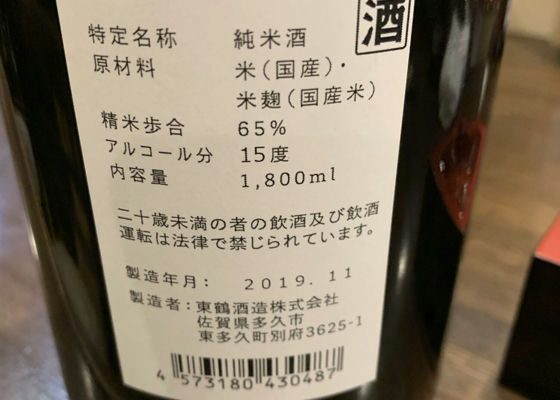 酒
特定名称 純米酒
原材料 米（国産）・
米麹（国産米）
精米歩合 65%
アルコール分 15度
内容量 1,800ml
二十歳未満の者の飲酒及び飲酒
運転は法律で禁じられています。
製造年月： 2019. 11
製造者：東鶴酒造株式会社
佐賀県多久市
東多久町別府3625-1
4 573180 430487